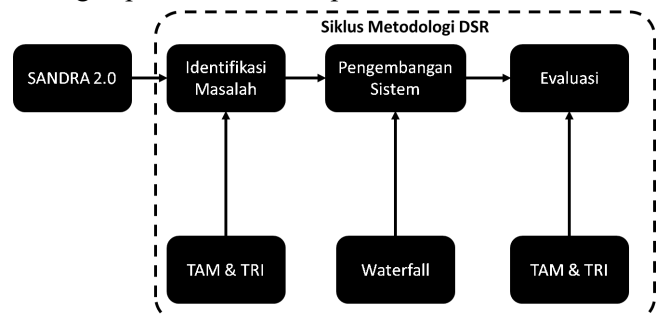 Siklus Metodologi DSR
SANDRA 2.0
Identifikasi
Masalah
Pengembangan
Sistem
Evaluasi
TAM & TRI
Waterfall
TAM & TRI